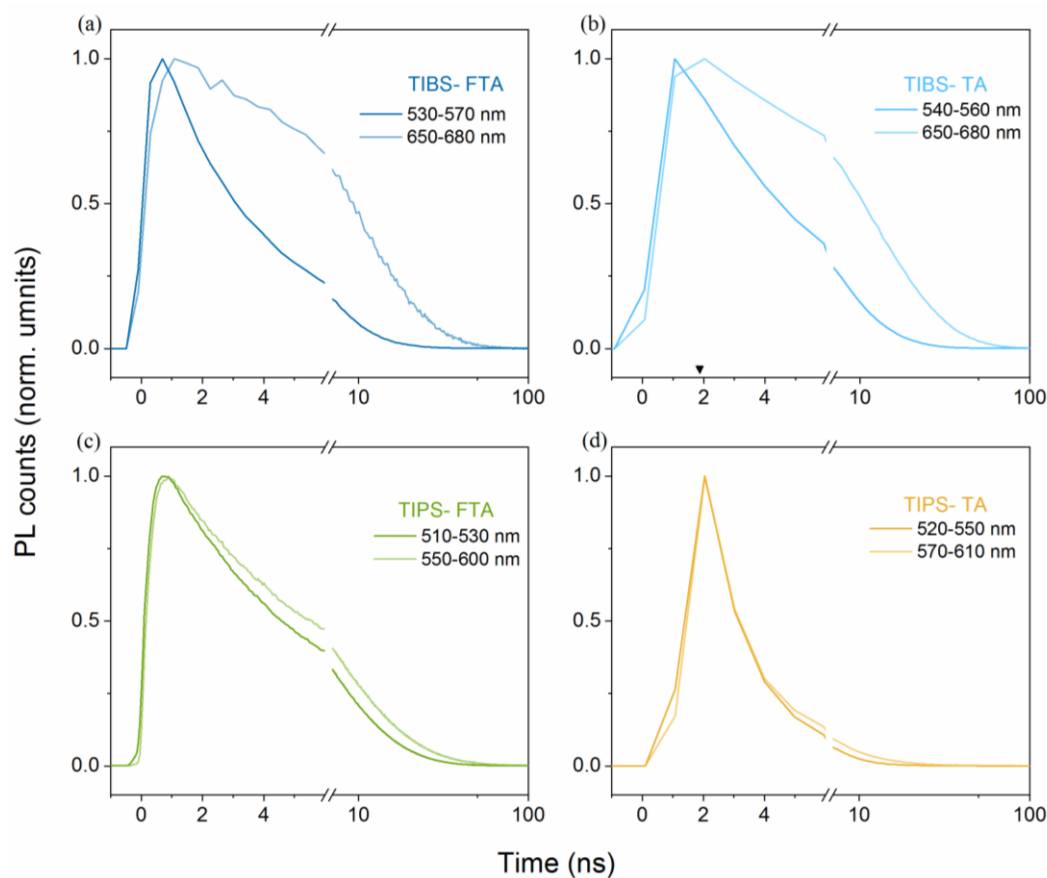 (a)
TIBS- FTA
530-570 nm
650-680 nm
1.0
0.5
0.0
0 2 4 10 100
(b)
TIBS- TA
540-560 nm
650-680 nm
1.0
0.5
0.0
0 2 4 10 100
(c)
TIPS- FTA
510-530 nm
550-600 nm
1.0
0.5
0.0
0 2 4 10 100
(d)
TIPS- TA
520-550 nm
570-610 nm
1.0
0.5
0.0
0 2 4 10 100
PL counts (norm. umnits)
Time (ns)